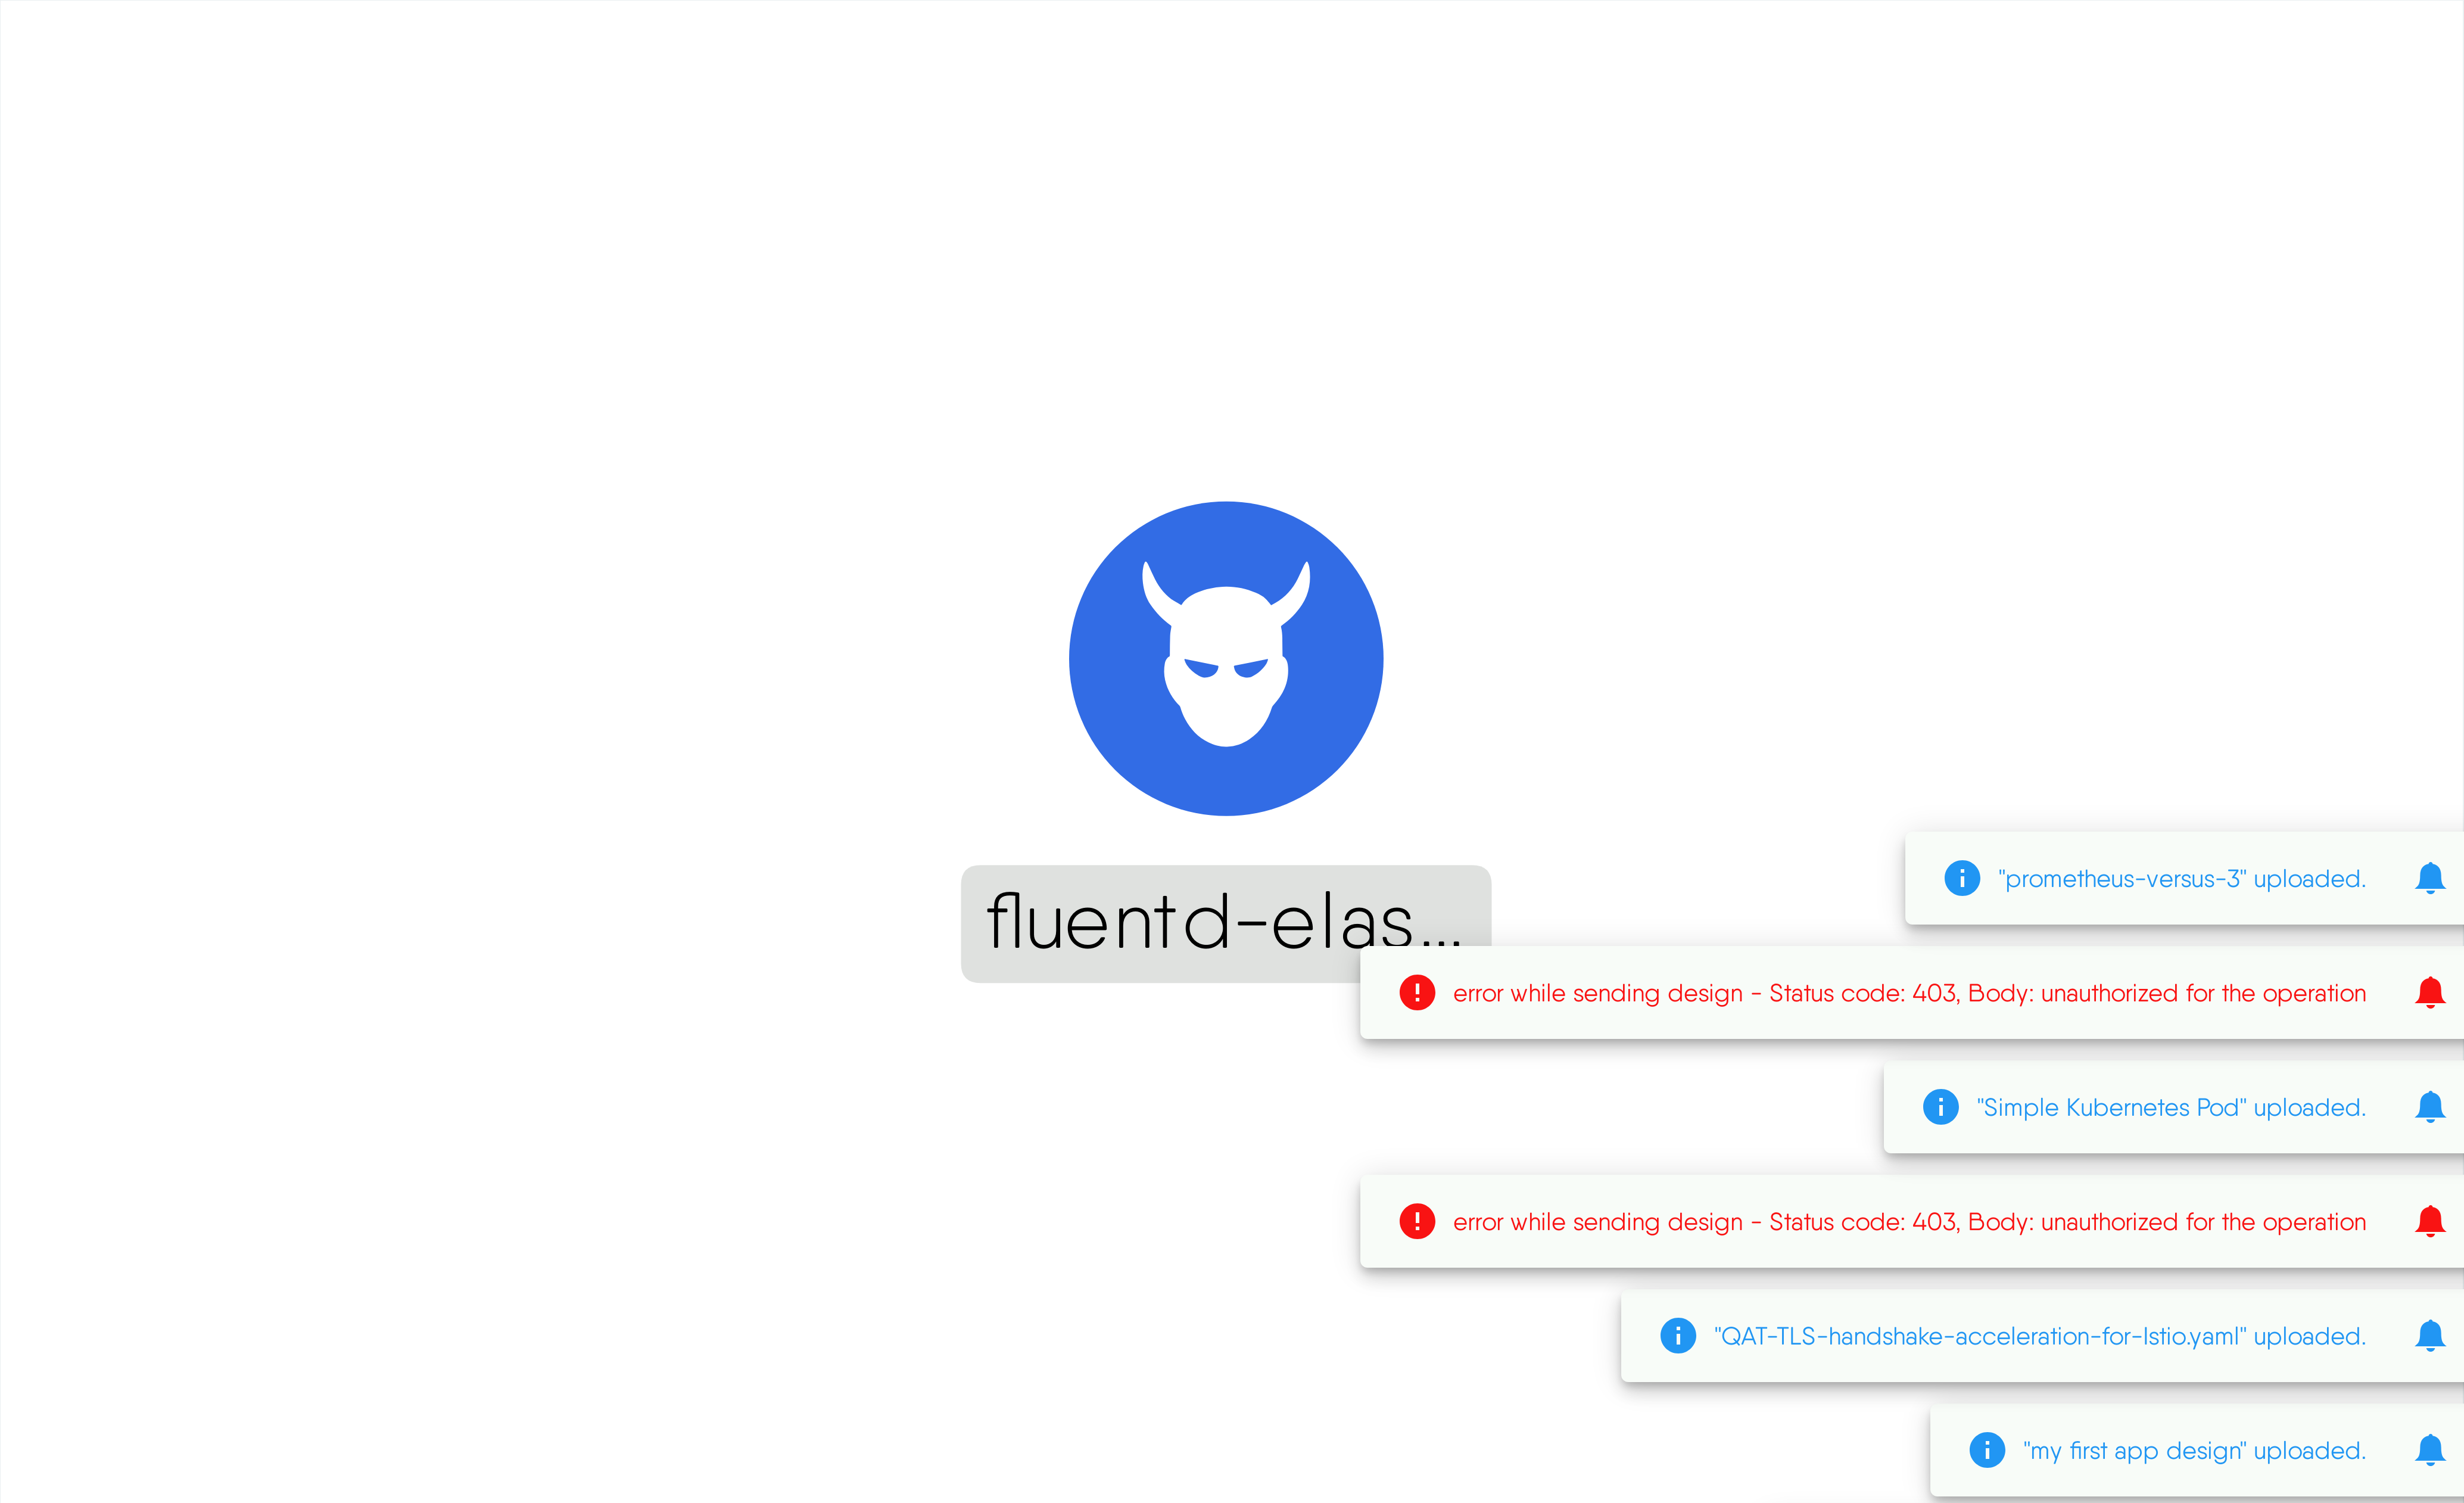 fluentd-elas...
"prometheus-versus-3" uploaded.
error while sending design - Status code: 403, Body: unauthorized for the operation
"Simple Kubernetes Pod" uploaded.
error while sending design - Status code: 403, Body: unauthorized for the operation
"QAT-TLS-handshake-acceleration-for-Istio.yaml" uploaded.
"my first app design" uploaded.